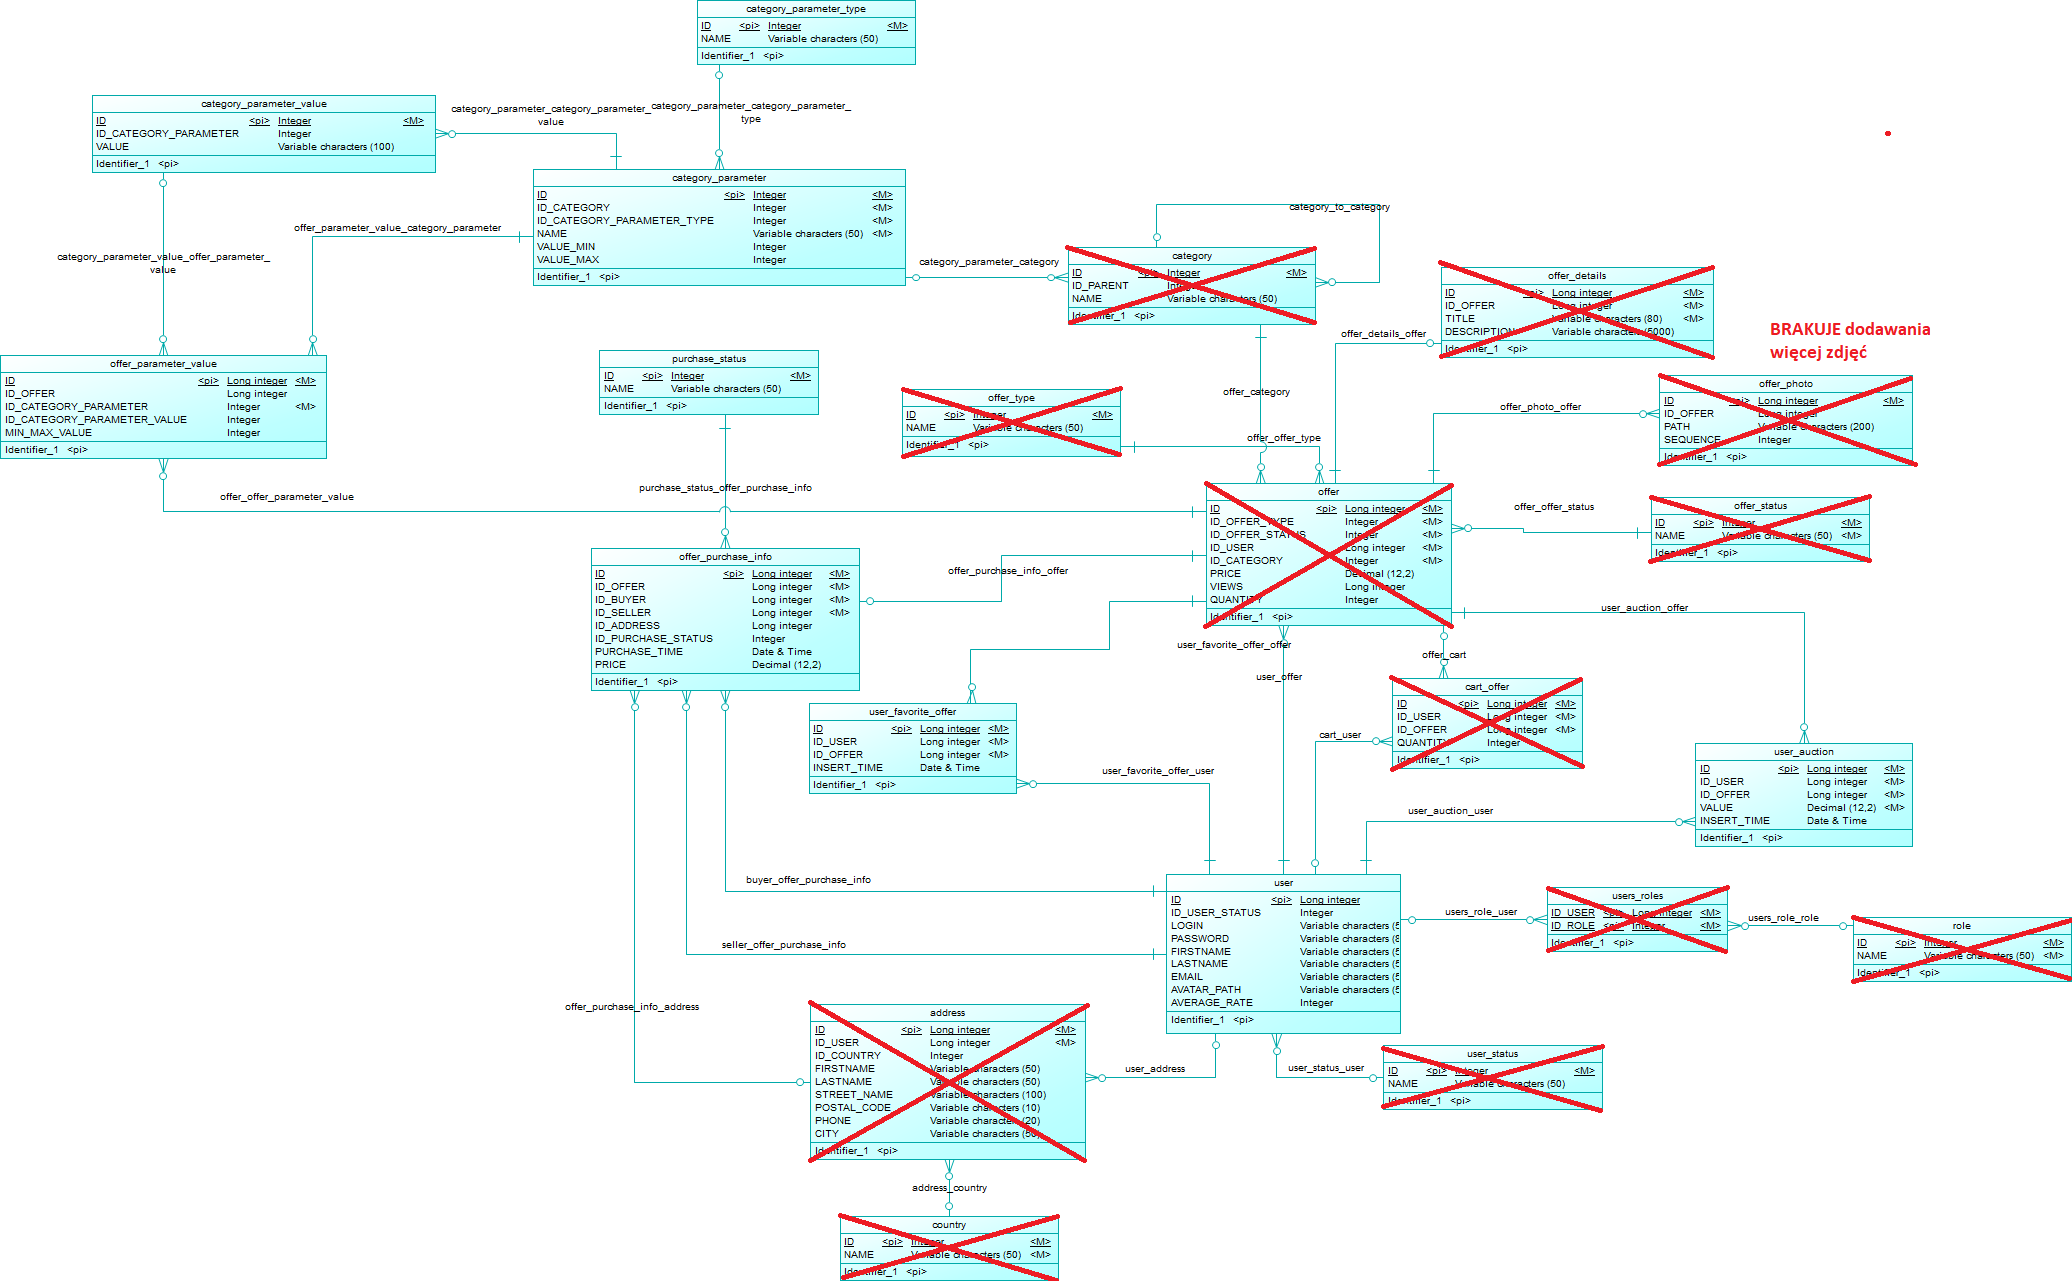 category_parameter_type
ID <pi> Integer <M>
NAME Variable characters (50)
Identifier_1 <pi>
category_parameter_value
ID <pi> Integer <M>
ID_CATEGORY_PARAMETER Integer
VALUE Variable characters (100)
Identifier_1 <pi>
category_parameter_category_parameter_
value
category_parameter_category_parameter_
type
category_parameter
ID <pi> Integer <M>
ID_CATEGORY Integer <M>
ID_CATEGORY_PARAMETER_TYPE Integer <M>
NAME Variable characters (50) <M>
VALUE_MIN Integer
VALUE_MAX Integer
Identifier_1 <pi>
offer_parameter_value_category_parameter
category_parameter_value_offer_parameter_
value
category_parameter_category
category_to_category
category
ID <pi> Integer <M>
ID_PARENT Integer
NAME Variable characters (50)
Identifier_1 <pi>
offer_details
ID <pi> Long integer <M>
ID_OFFER Long integer <M>
TITLE Variable characters (80) <M>
DESCRIPTION Variable characters (5000)
Identifier_1 <pi>
offer_details_offer
BRAKUJE dodawania
więcej zdjęć
offer_parameter_value
ID <pi> Long integer <M>
ID_OFFER Long integer
ID_CATEGORY_PARAMETER Integer <M>
ID_CATEGORY_PARAMETER_VALUE Integer
MIN_MAX_VALUE Integer
Identifier_1 <pi>
purchase_status
ID <pi> Integer <M>
NAME Variable characters (50)
Identifier_1 <pi>
offer_type
ID <pi> Integer <M>
NAME Variable characters (50)
Identifier_1 <pi>
offer_category
offer_offer_type
offer_photo_offer
offer_photo
ID <pi> Long integer <M>
ID_OFFER Long integer
PATH Variable characters (200)
SEQUENCE Integer
Identifier_1 <pi>
offer_offer_parameter_value
purchase_status_offer_purchase_info
offer
ID <pi> Long integer <M>
ID_OFFER_TYPE Integer <M>
ID_OFFER_STATUS Integer <M>
ID_USER Long integer <M>
ID_CATEGORY Integer <M>
PRICE Decimal (12,2)
VIEWS Long integer
QUANTITY Integer
Identifier_1 <pi>
offer_offer_status
offer_status
ID <pi> Integer <M>
NAME Variable characters (50) <M>
Identifier_1 <pi>
offer_purchase_info
ID <pi> Long integer <M>
ID_OFFER Long integer <M>
ID_BUYER Long integer <M>
ID_SELLER Long integer <M>
ID_ADDRESS Long integer
ID_PURCHASE_STATUS Integer
PURCHASE_TIME Date & Time
PRICE Decimal (12,2)
Identifier_1 <pi>
offer_purchase_info_offer
user_auction_offer
user_favorite_offer_offer
user_offer
offer_cart
cart_offer
ID <pi> Long integer <M>
ID_USER Long integer <M>
ID_OFFER Long integer <M>
QUANTITY Integer
Identifier_1 <pi>
cart_user
user_favorite_offer
ID <pi> Long integer <M>
ID_USER Long integer <M>
ID_OFFER Long integer <M>
INSERT_TIME Date & Time
Identifier_1 <pi>
user_favorite_offer_user
user_auction
ID <pi> Long integer <M>
ID_USER Long integer <M>
ID_OFFER Long integer <M>
VALUE Decimal (12,2) <M>
INSERT_TIME Date & Time
Identifier_1 <pi>
user_auction_user
buyer_offer_purchase_info
seller_offer_purchase_info
user
ID <pi> Long integer
ID_USER_STATUS Integer
LOGIN Variable characters (5
PASSWORD Variable characters (8
FIRSTNAME Variable characters (5
LASTNAME Variable characters (5
EMAIL Variable characters (5
AVATAR_PATH Variable characters (5
AVERAGE_RATE Integer
Identifier_1 <pi>
users_role_user
users_roles
ID_USER <pi> Long integer <M>
ID_ROLE <pi> Integer <M>
Identifier_1 <pi>
users_role_role
role
ID <pi> Integer <M>
NAME Variable characters (50) <M>
Identifier_1 <pi>
offer_purchase_info_address
address
ID <pi> Long integer <M>
ID_USER Long integer <M>
ID_COUNTRY Integer
FIRSTNAME Variable characters (50)
LASTNAME Variable characters (50)
STREET_NAME Variable characters (100)
POSTAL_CODE Variable characters (10)
PHONE Variable characters (20)
CITY Variable characters (50)
Identifier_1 <pi>
user_address
user_status_user
user_status
ID <pi> Integer <M>
NAME Variable characters (50)
Identifier_1 <pi>
address_country
country
ID <pi> Integer <M>
NAME Variable characters (50) <M>
Identifier_1 <pi>